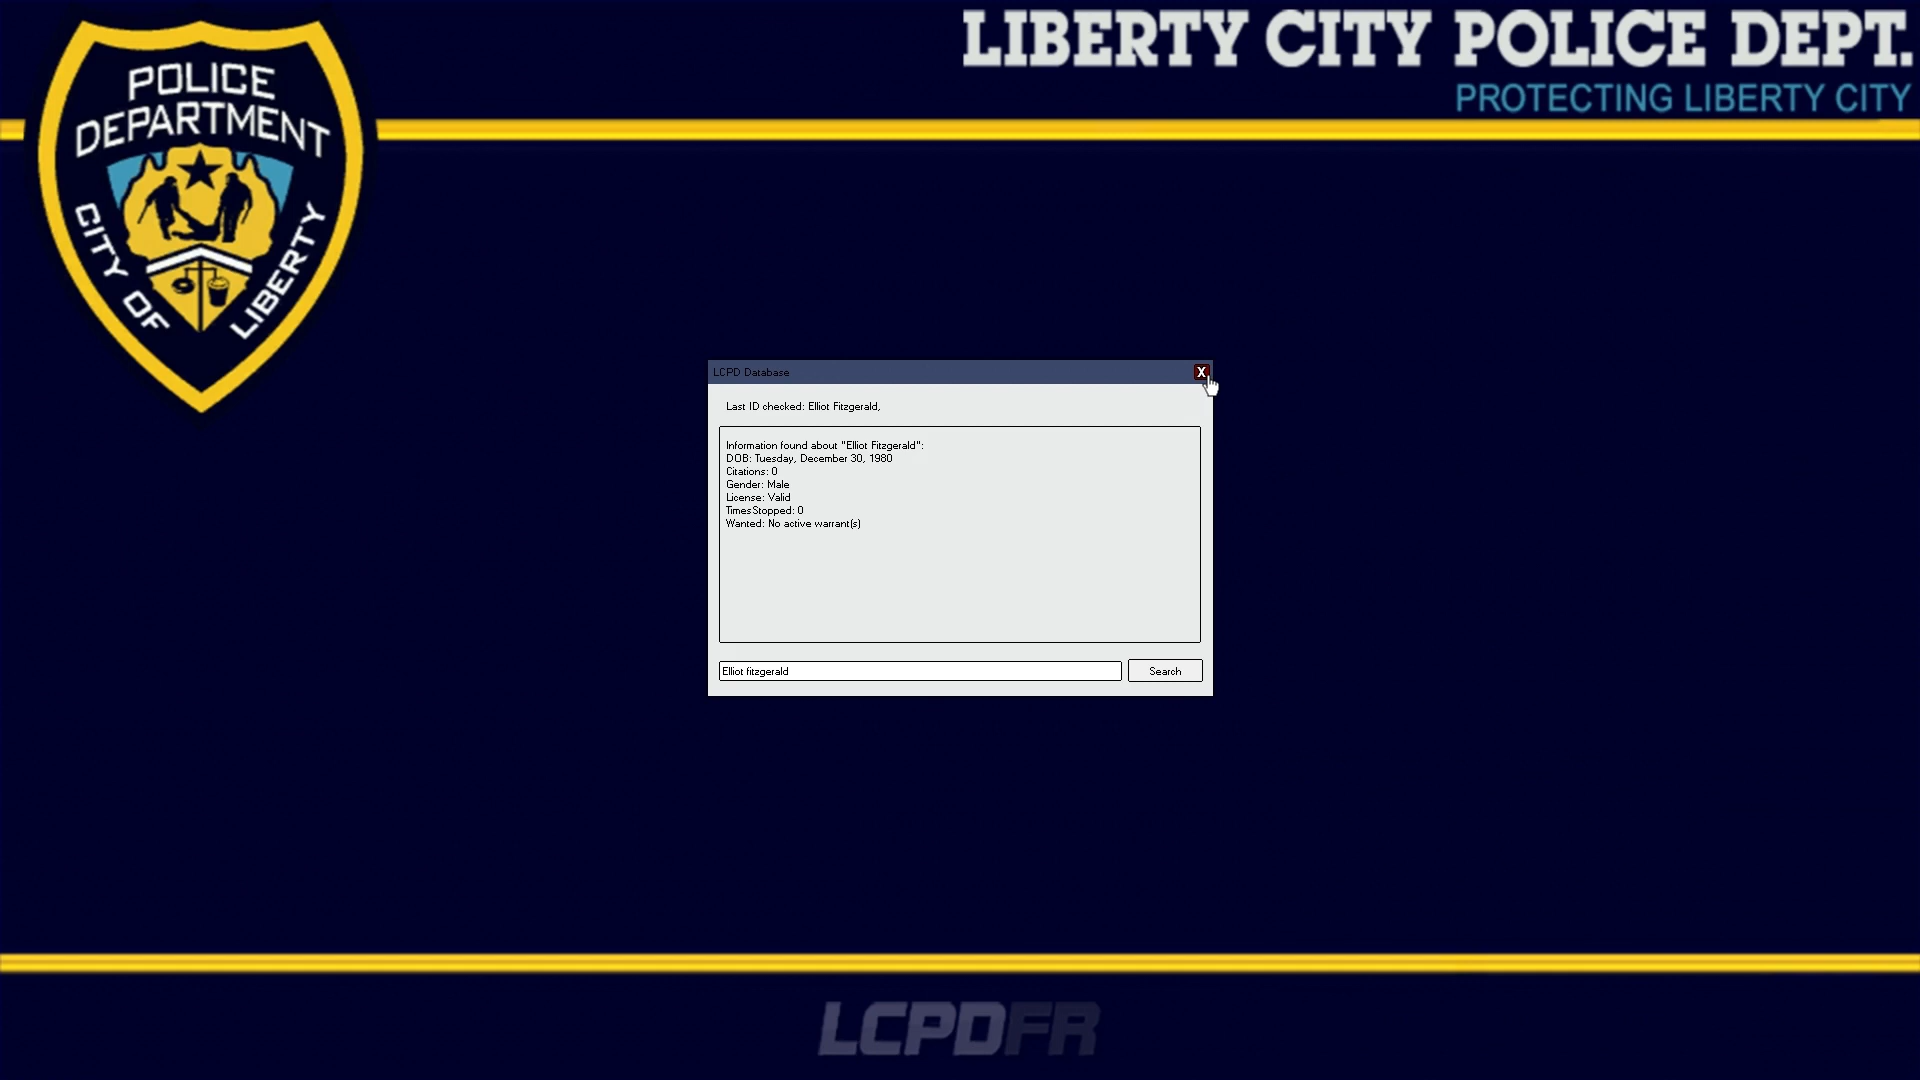 POLICE
DEPARTMENT
CITY OF LIBERTY
LIBERTY CITY POLICE DEPT.
PROTECTING LIBERTY CITY
LCPD Database
X
Last ID checked: Elliot Fitzgerald,
Information found about "Elliot Fitzgerald":
DOB: Tuesday, December 30, 1980
Citations: 0
Gender: Male
License: Valid
TimesStopped: 0
Wanted: No active warrant(s)
Elliot fitzgerald
Search
LCPDFR